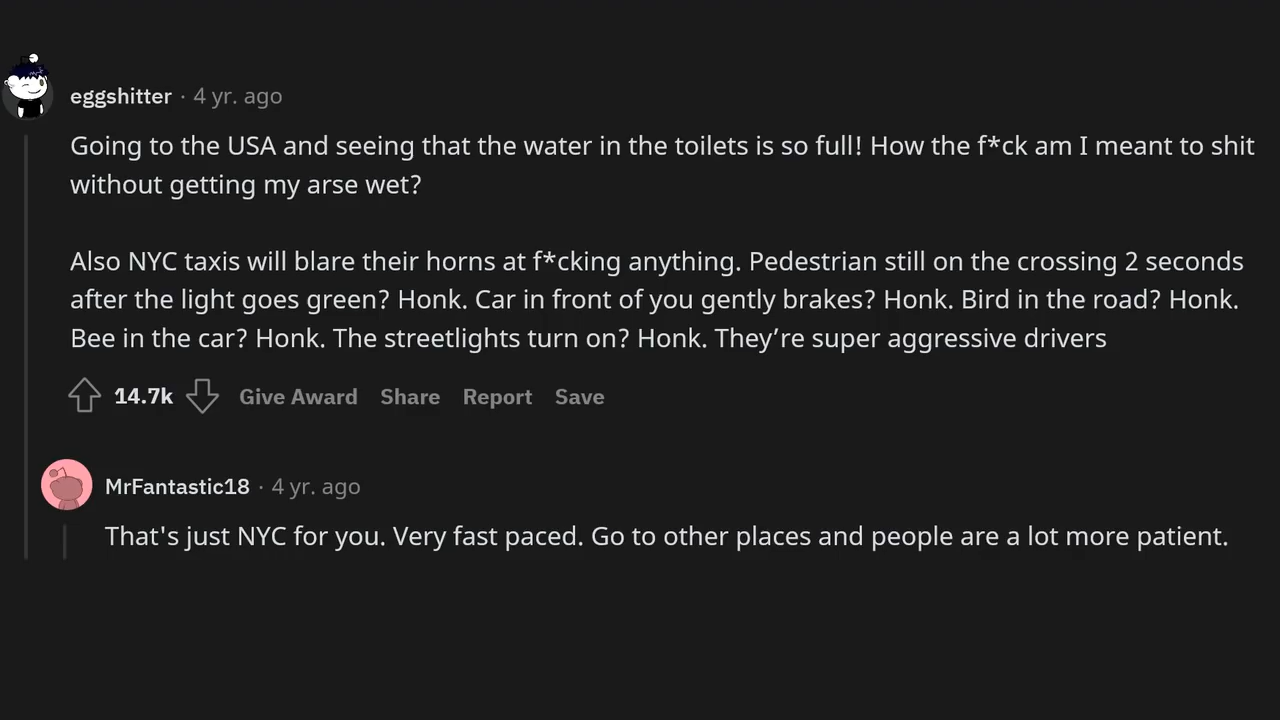 eggshitter · 4 yr. ago
Going to the USA and seeing that the water in the toilets is so full! How the f*ck am I meant to shit
without getting my arse wet?
Also NYC taxis will blare their horns at f*cking anything. Pedestrian still on the crossing 2 seconds
after the light goes green? Honk. Car in front of you gently brakes? Honk. Bird in the road? Honk.
Bee in the car? Honk. The streetlights turn on? Honk. They’re super aggressive drivers
14.7k Give Award Share Report Save
MrFantastic18 · 4 yr. ago
That's just NYC for you. Very fast paced. Go to other places and people are a lot more patient.